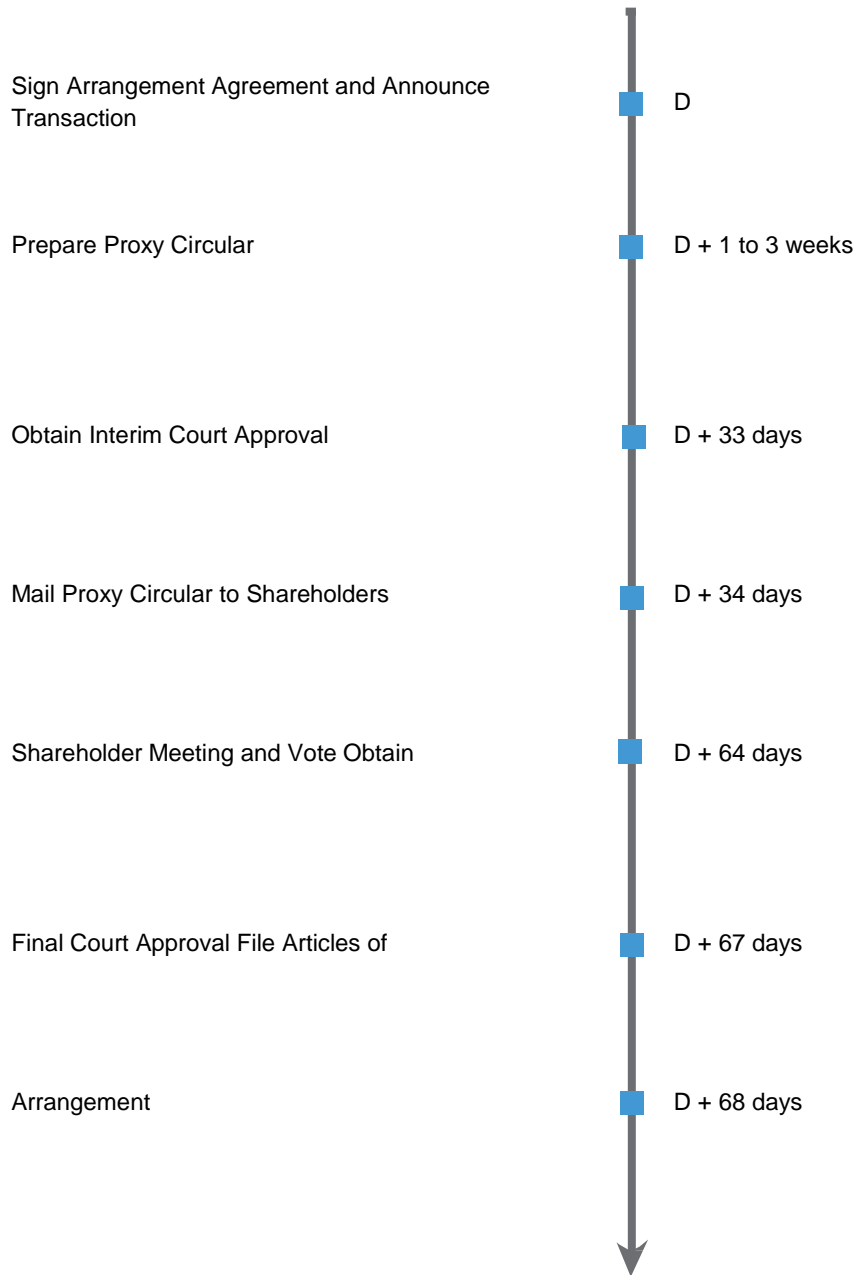 Sign Arrangement Agreement and Announce
Transaction
D
Prepare Proxy Circular
D + 1 to 3 weeks
Obtain Interim Court Approval
D + 33 days
Mail Proxy Circular to Shareholders
D + 34 days
Shareholder Meeting and Vote Obtain
D + 64 days
Final Court Approval File Articles of
D + 67 days
Arrangement
D + 68 days